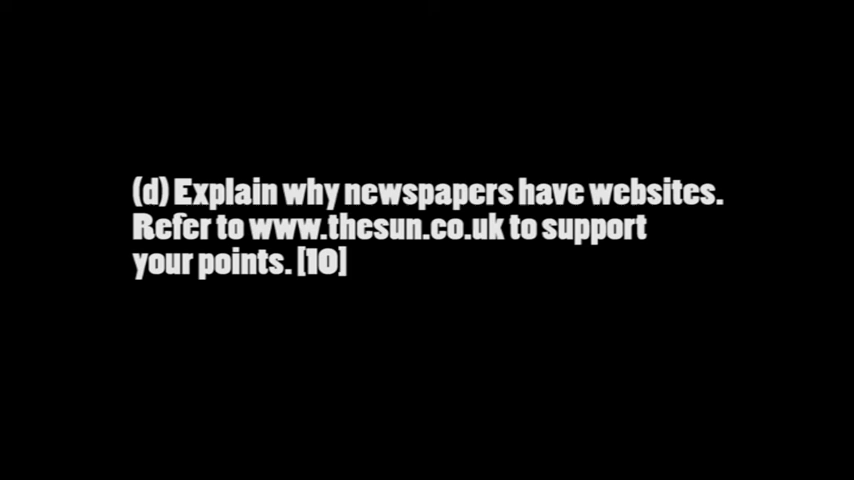 (d) Explain why newspapers have websites.
Refer to www.thesun.co.uk to support
your points. [10]